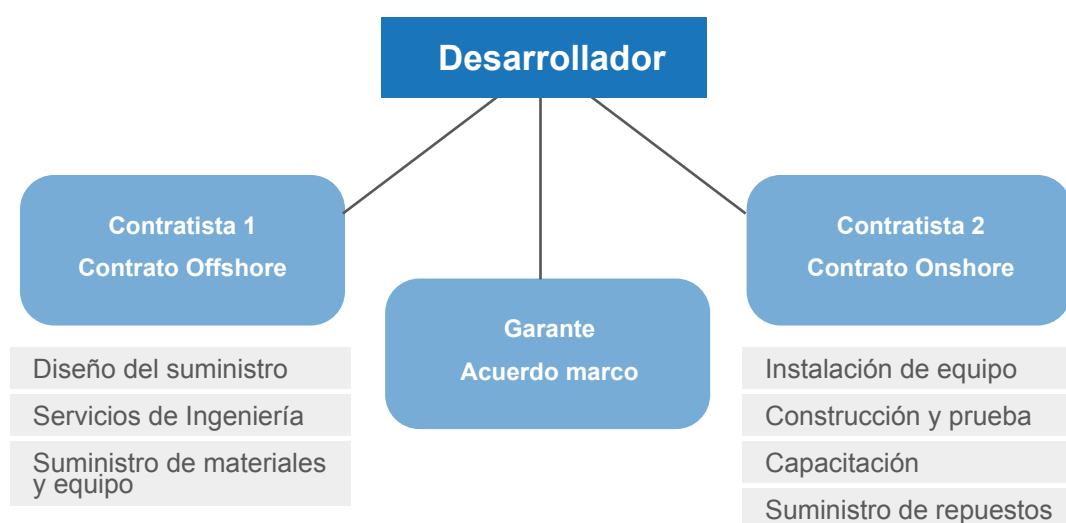 Desarrollador
Contratista 1
Contrato Offshore
Contratista 2
Contrato Onshore
Garante
Acuerdo marco
Diseño del suministro
Servicios de Ingeniería
Suministro de materiales
y equipo
Instalación de equipo
Construcción y prueba
Capacitación
Suministro de repuestos